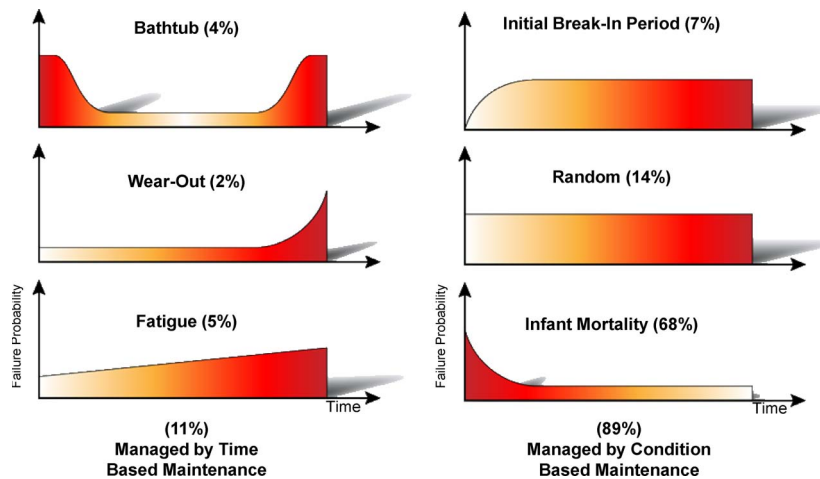 Bathtub (4%)
Wear-Out (2%)
Fatigue (5%)
Failure Probability
Time
(11%)
Managed by Time
Based Maintenance
Initial Break-In Period (7%)
Random (14%)
Infant Mortality (68%)
Failure Probability
Time
(89%)
Managed by Condition
Based Maintenance